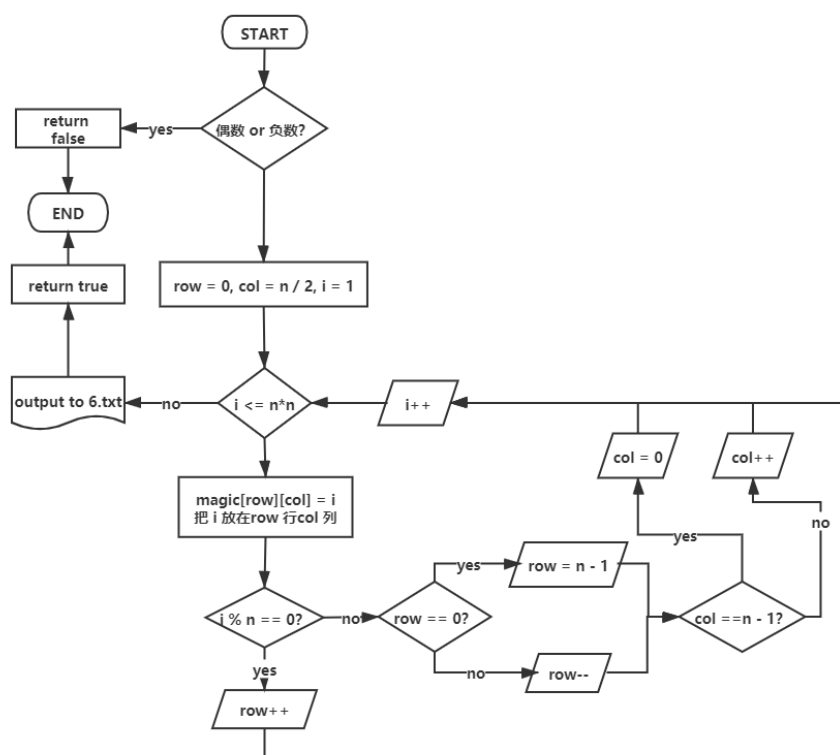 START
偶数 or 负数?
yes
return
false
END
return true
row = 0, col = n / 2, i = 1
output to 6.txt
no
i <= n*n
i++
col = 0
col++
magic[row][col] = i
把 i 放在row 行col 列
yes
no
yes
row = n - 1
i % n == 0?
no
row == 0?
col ==n - 1?
yes
no
row--
row++